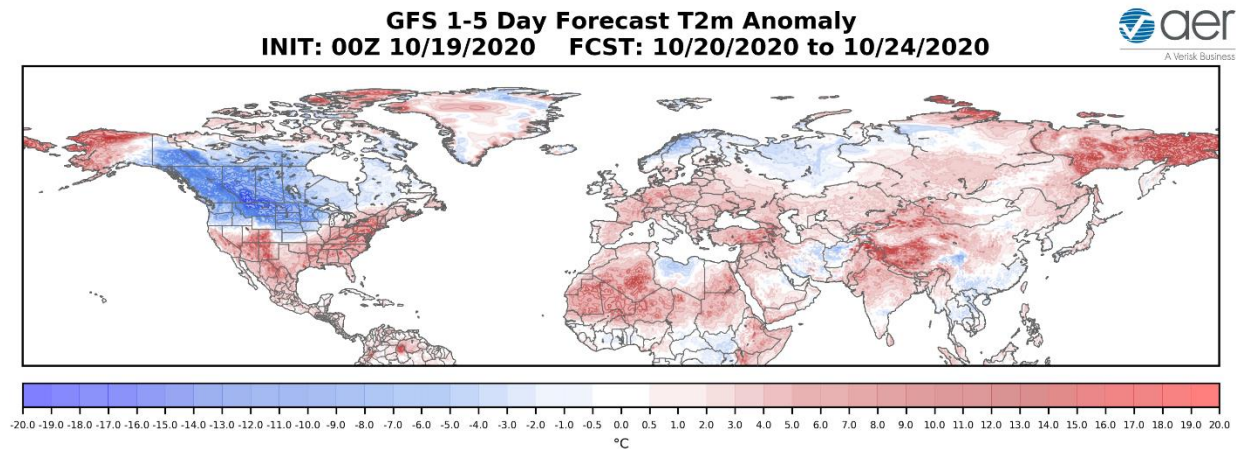 GFS 1-5 Day Forecast T2m Anomaly
INIT: 00Z 10/19/2020 FCST: 10/20/2020 to 10/24/2020
aer
A Verisk Business
-20.0 -19.0 -18.0 -17.0 -16.0 -15.0 -14.0 -13.0 -12.0 -11.0 -10.0 -9.0 -8.0 -7.0 -6.0 -5.0 -4.0 -3.0 -2.0 -1.0 -0.5 0.0 0.5 1.0 2.0 3.0 4.0 5.0 6.0 7.0 8.0 9.0 10.0 11.0 12.0 13.0 14.0 15.0 16.0 17.0 18.0 19.0 20.0
°C